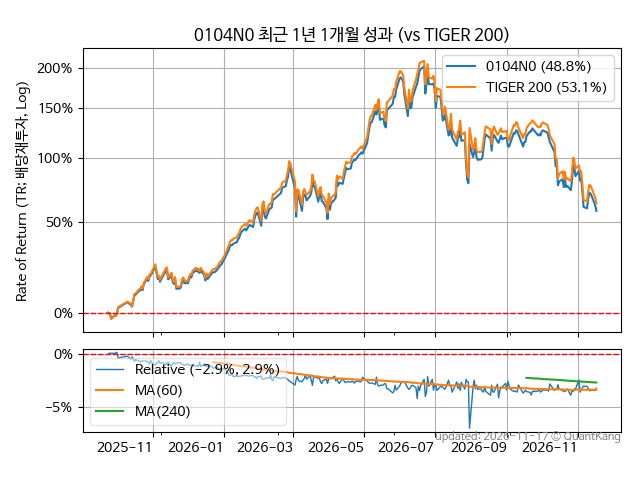 0104N0 최근 1년 1개월 성과 (vs TIGER 200)
Rate of Return (TR: 배당재투자, Log)
200%
150%
100%
50%
0%
0104N0 (48.8%)
TIGER 200 (53.1%)
0%
−5%
Relative (−2.9%, 2.9%)
MA(60)
MA(240)
2025−11
2026−01
2026−03
2026−05
2026−07
2026−09
2026−11
updated: 2026−11−17 © QuantKang